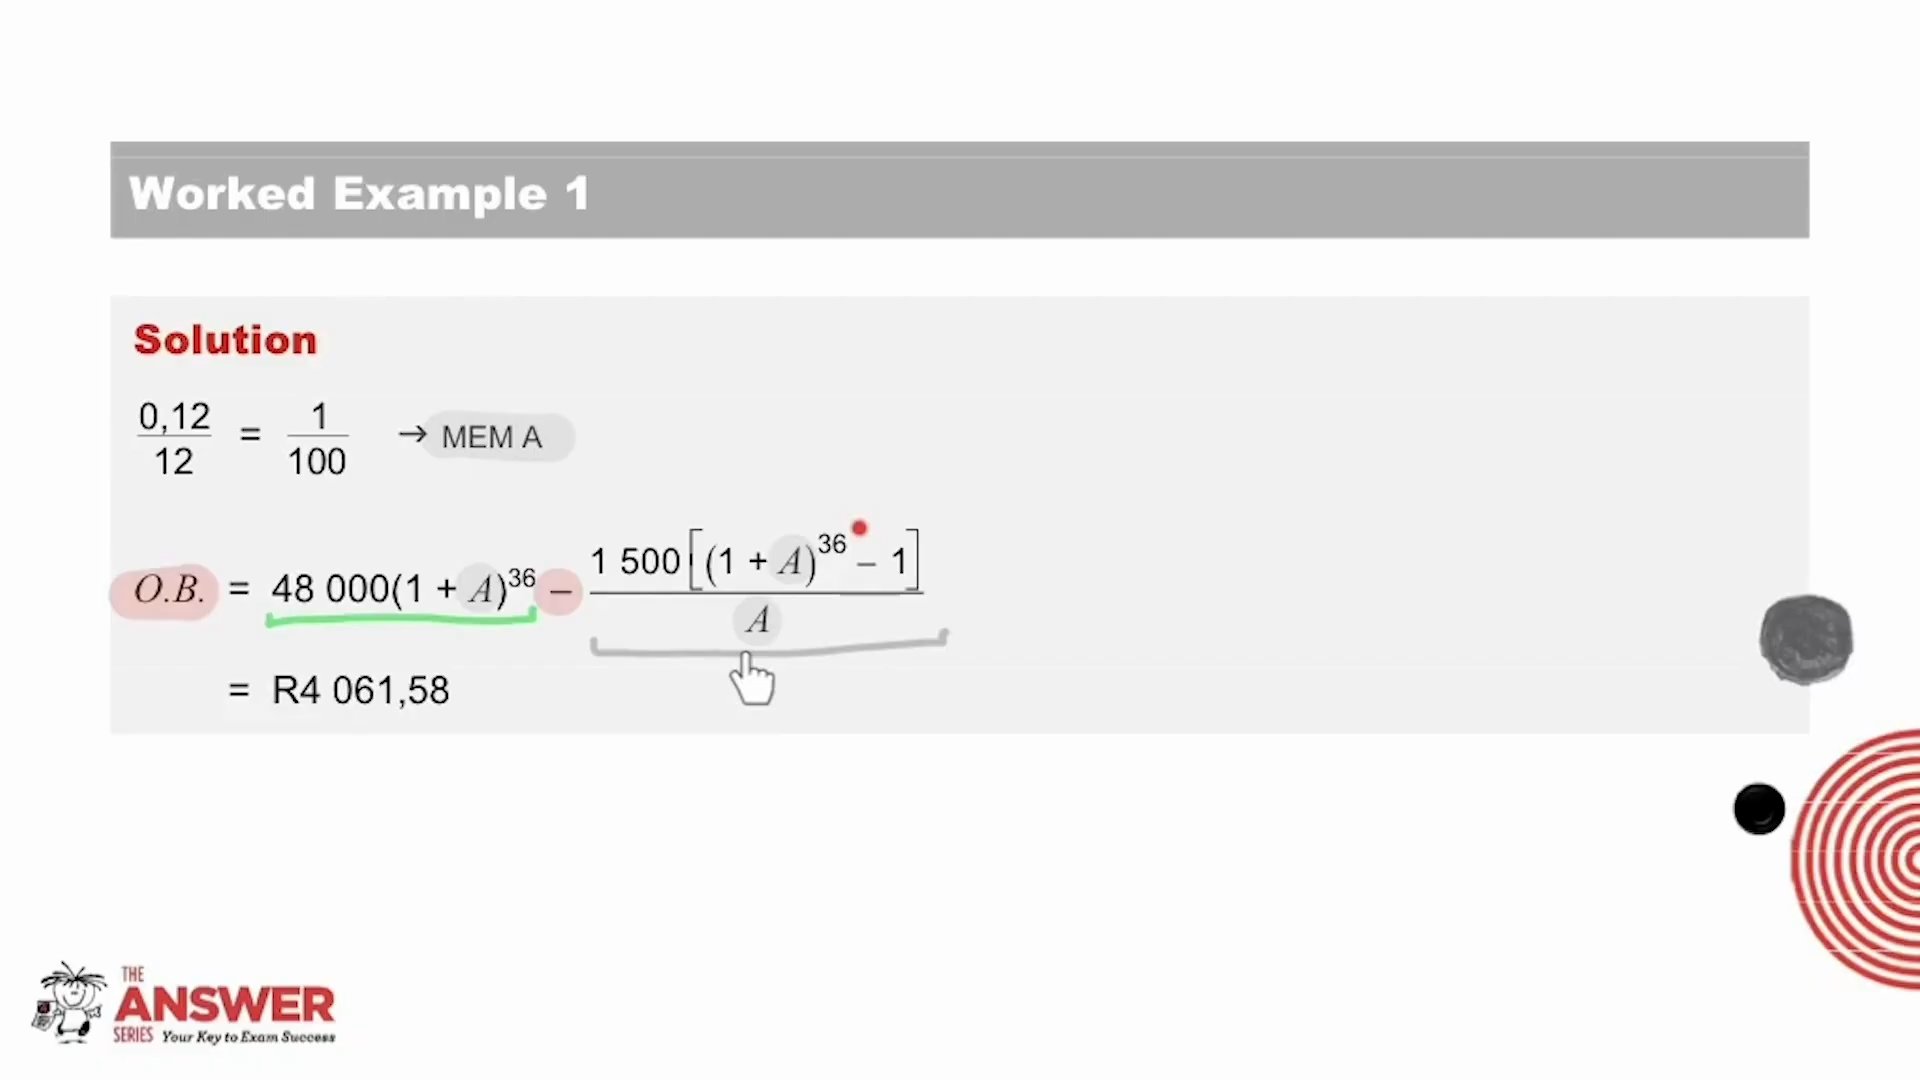 Worked Example 1
Solution
0,12/12 = 1/100 → MEM A
O.B. = 48 000(1 + A)^36 − 1 500[(1 + A)^36 − 1]/A
= R4 061,58
THE
ANSWER
SERIES Your Key to Exam Success